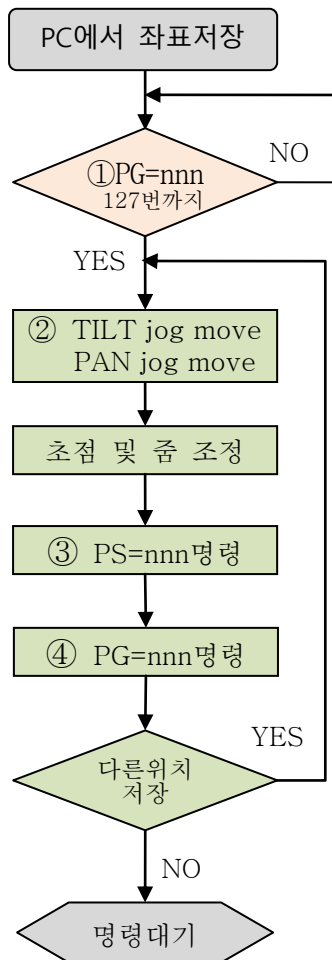 PC에서 좌표저장
NO
①PG=nnn
127번까지
YES
② TILT jog move
PAN jog move
초점 및 줌 조정
③ PS=nnn명령
④ PG=nnn명령
YES
다른위치
저장
NO
명령대기